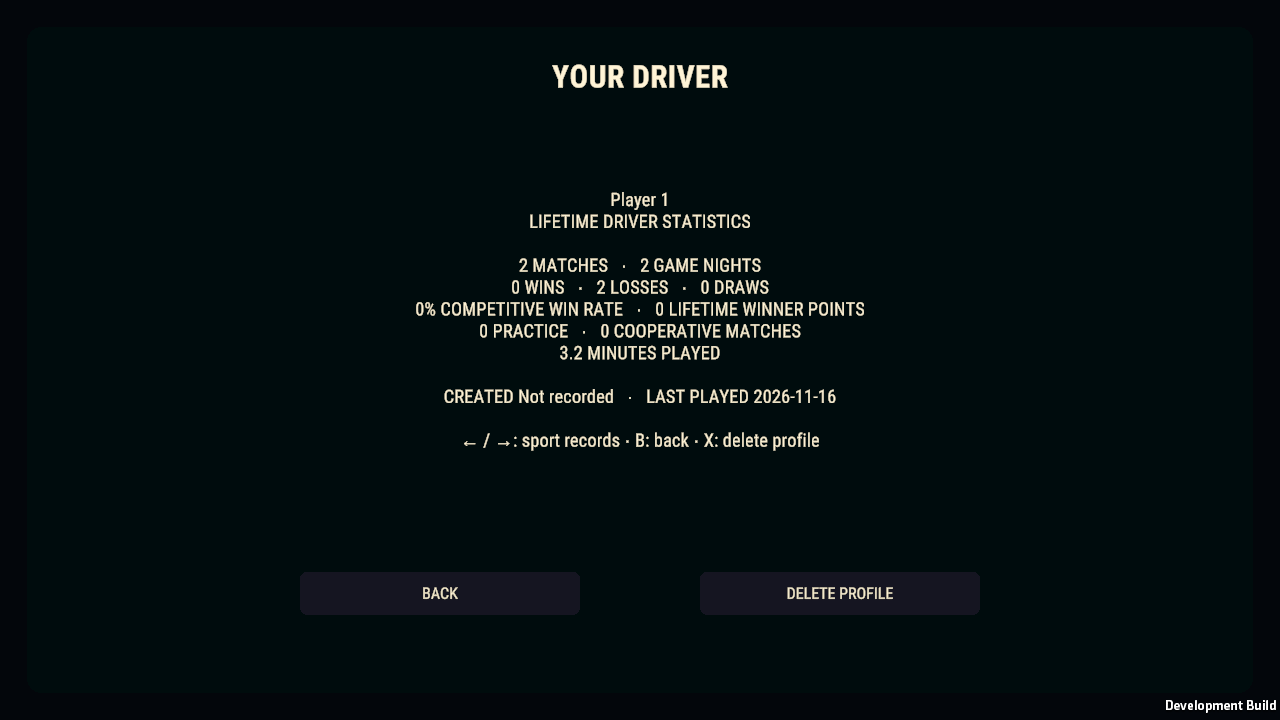 YOUR DRIVER
Player 1
LIFETIME DRIVER STATISTICS
2 MATCHES · 2 GAME NIGHTS
0 WINS · 2 LOSSES · 0 DRAWS
0% COMPETITIVE WIN RATE · 0 LIFETIME WINNER POINTS
0 PRACTICE · 0 COOPERATIVE MATCHES
3.2 MINUTES PLAYED
CREATED Not recorded · LAST PLAYED 2026-11-16
← / →: sport records · B: back · X: delete profile
BACK
DELETE PROFILE
Development Build